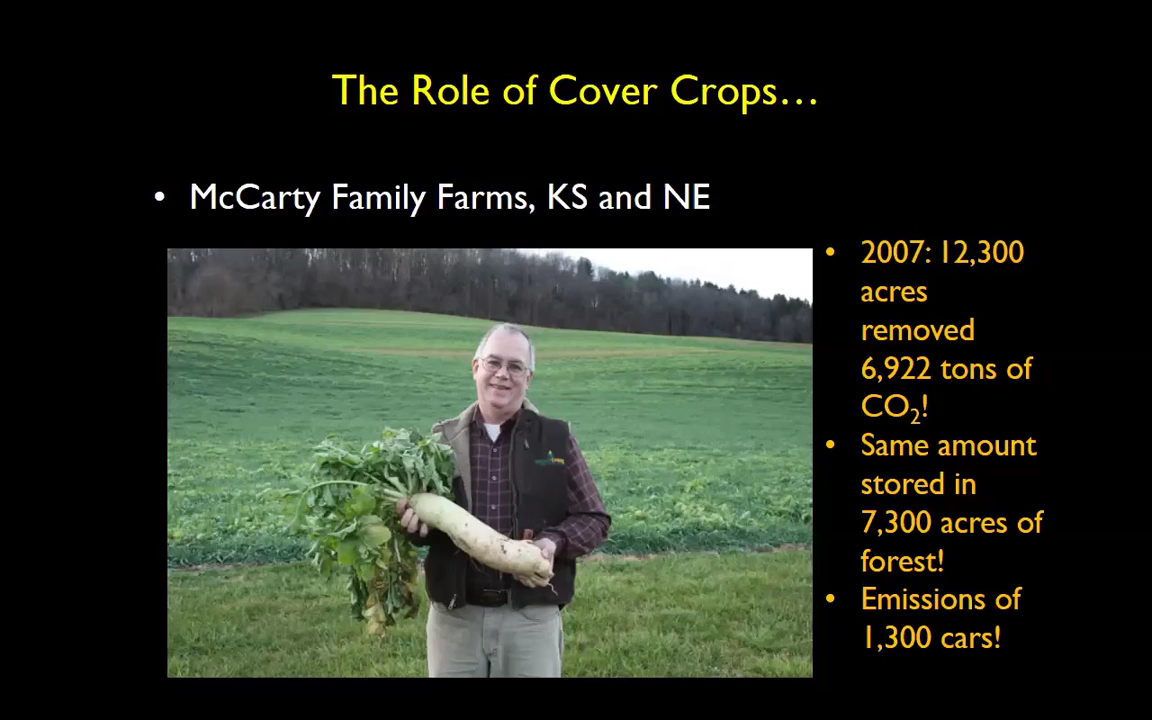 The Role of Cover Crops…
• McCarty Family Farms, KS and NE
• 2007: 12,300
acres
removed
6,922 tons of
CO₂!
• Same amount
stored in
7,300 acres of
forest!
• Emissions of
1,300 cars!